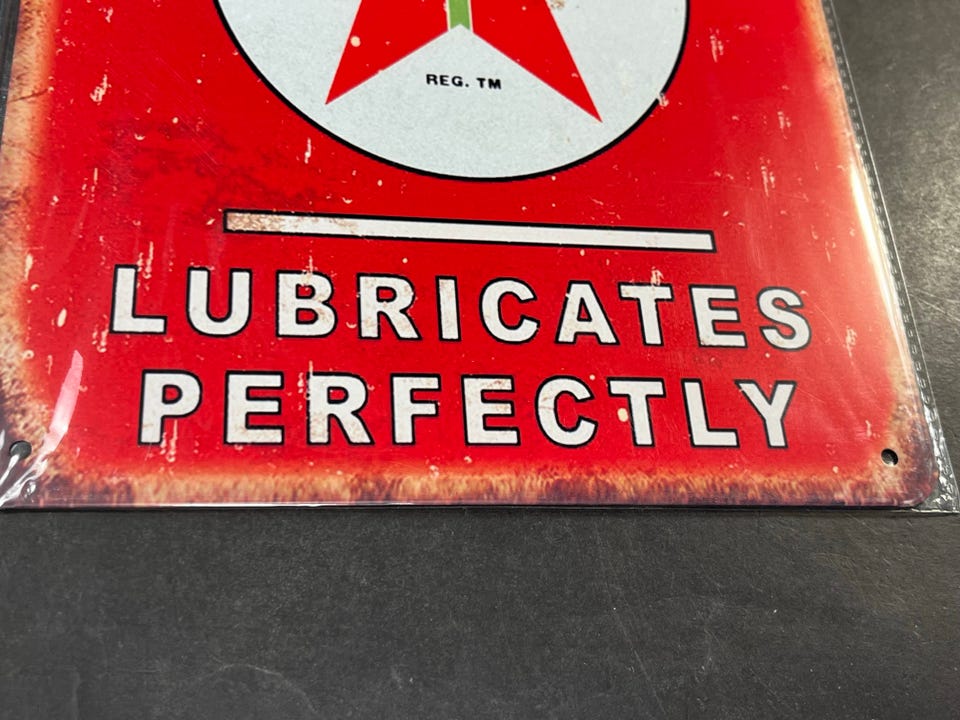 REG. TM
LUBRICATES
PERFECTLY